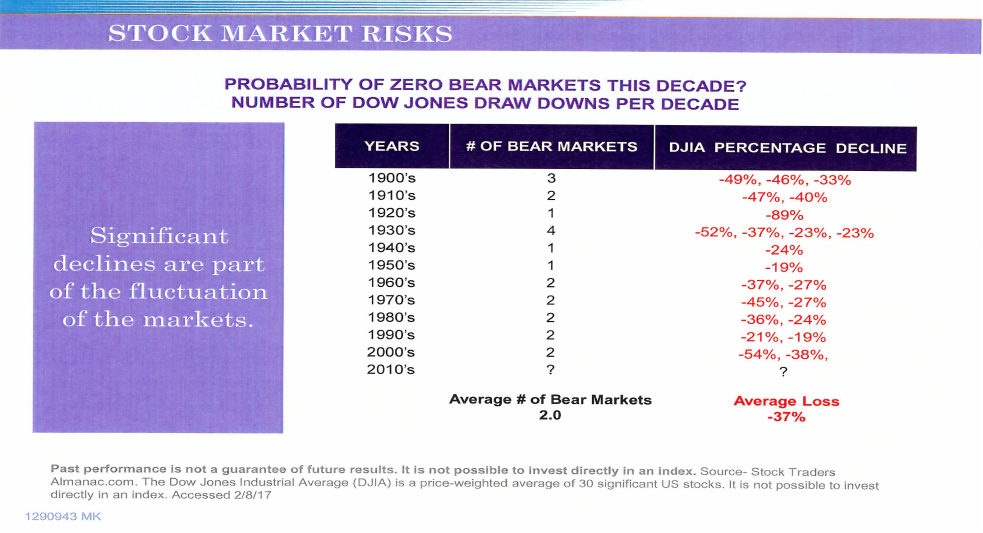 STOCK MARKET RISKS
PROBABILITY OF ZERO BEAR MARKETS THIS DECADE?
NUMBER OF DOW JONES DRAW DOWNS PER DECADE
Significant
declines are part
of the fluctuation
of the markets.
YEARS # OF BEAR MARKETS DJIA PERCENTAGE DECLINE
1900's 3 -49%, -46%, -33%
1910's 2 -47%, -40%
1920's 1 -89%
1930's 4 -52%, -37%, -23%, -23%
1940's 1 -24%
1950's 1 -19%
1960's 2 -37%, -27%
1970's 2 -45%, -27%
1980's 2 -36%, -24%
1990's 2 -21%, -19%
2000's 2 -54%, -38%,
2010's ? ?
Average # of Bear Markets Average Loss
2.0 -37%
Past performance is not a guarantee of future results. It is not possible to invest directly in an index. Source- Stock Traders
Almanac.com. The Dow Jones Industrial Average (DJIA) is a price-weighted average of 30 significant US stocks. It is not possible to invest
directly in an index. Accessed 2/8/17
1290943 MK